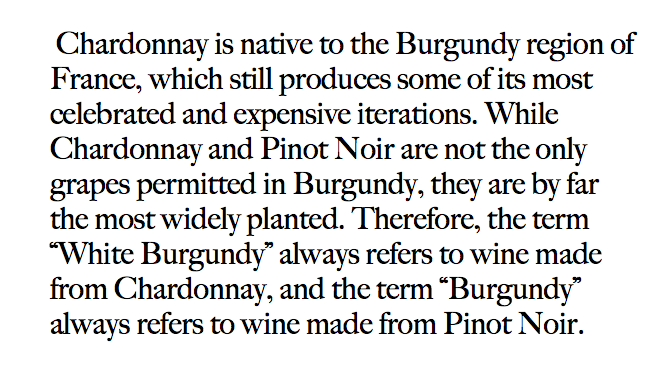 Chardonnay is native to the Burgundy region of
France, which still produces some of its most
celebrated and expensive iterations. While
Chardonnay and Pinot Noir are not the only
grapes permitted in Burgundy, they are by far
the most widely planted. Therefore, the term
“White Burgundy” always refers to wine made
from Chardonnay, and the term “Burgundy”
always refers to wine made from Pinot Noir.